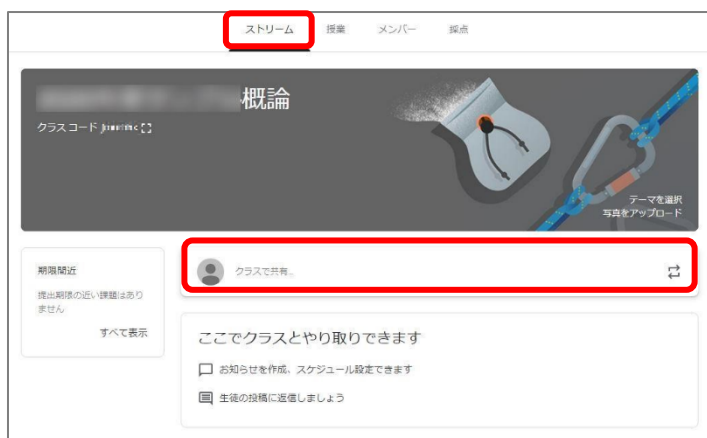 ストリーム 授業 メンバー 採点
概論
クラスコード
テーマを選択
写真をアップロード
期限間近
提出期限の近い課題はあり
ません
すべて表示
クラスで共有...
ここでクラスとやり取りできます
お知らせを作成、スケジュール設定できます
生徒の投稿に返信しましょう